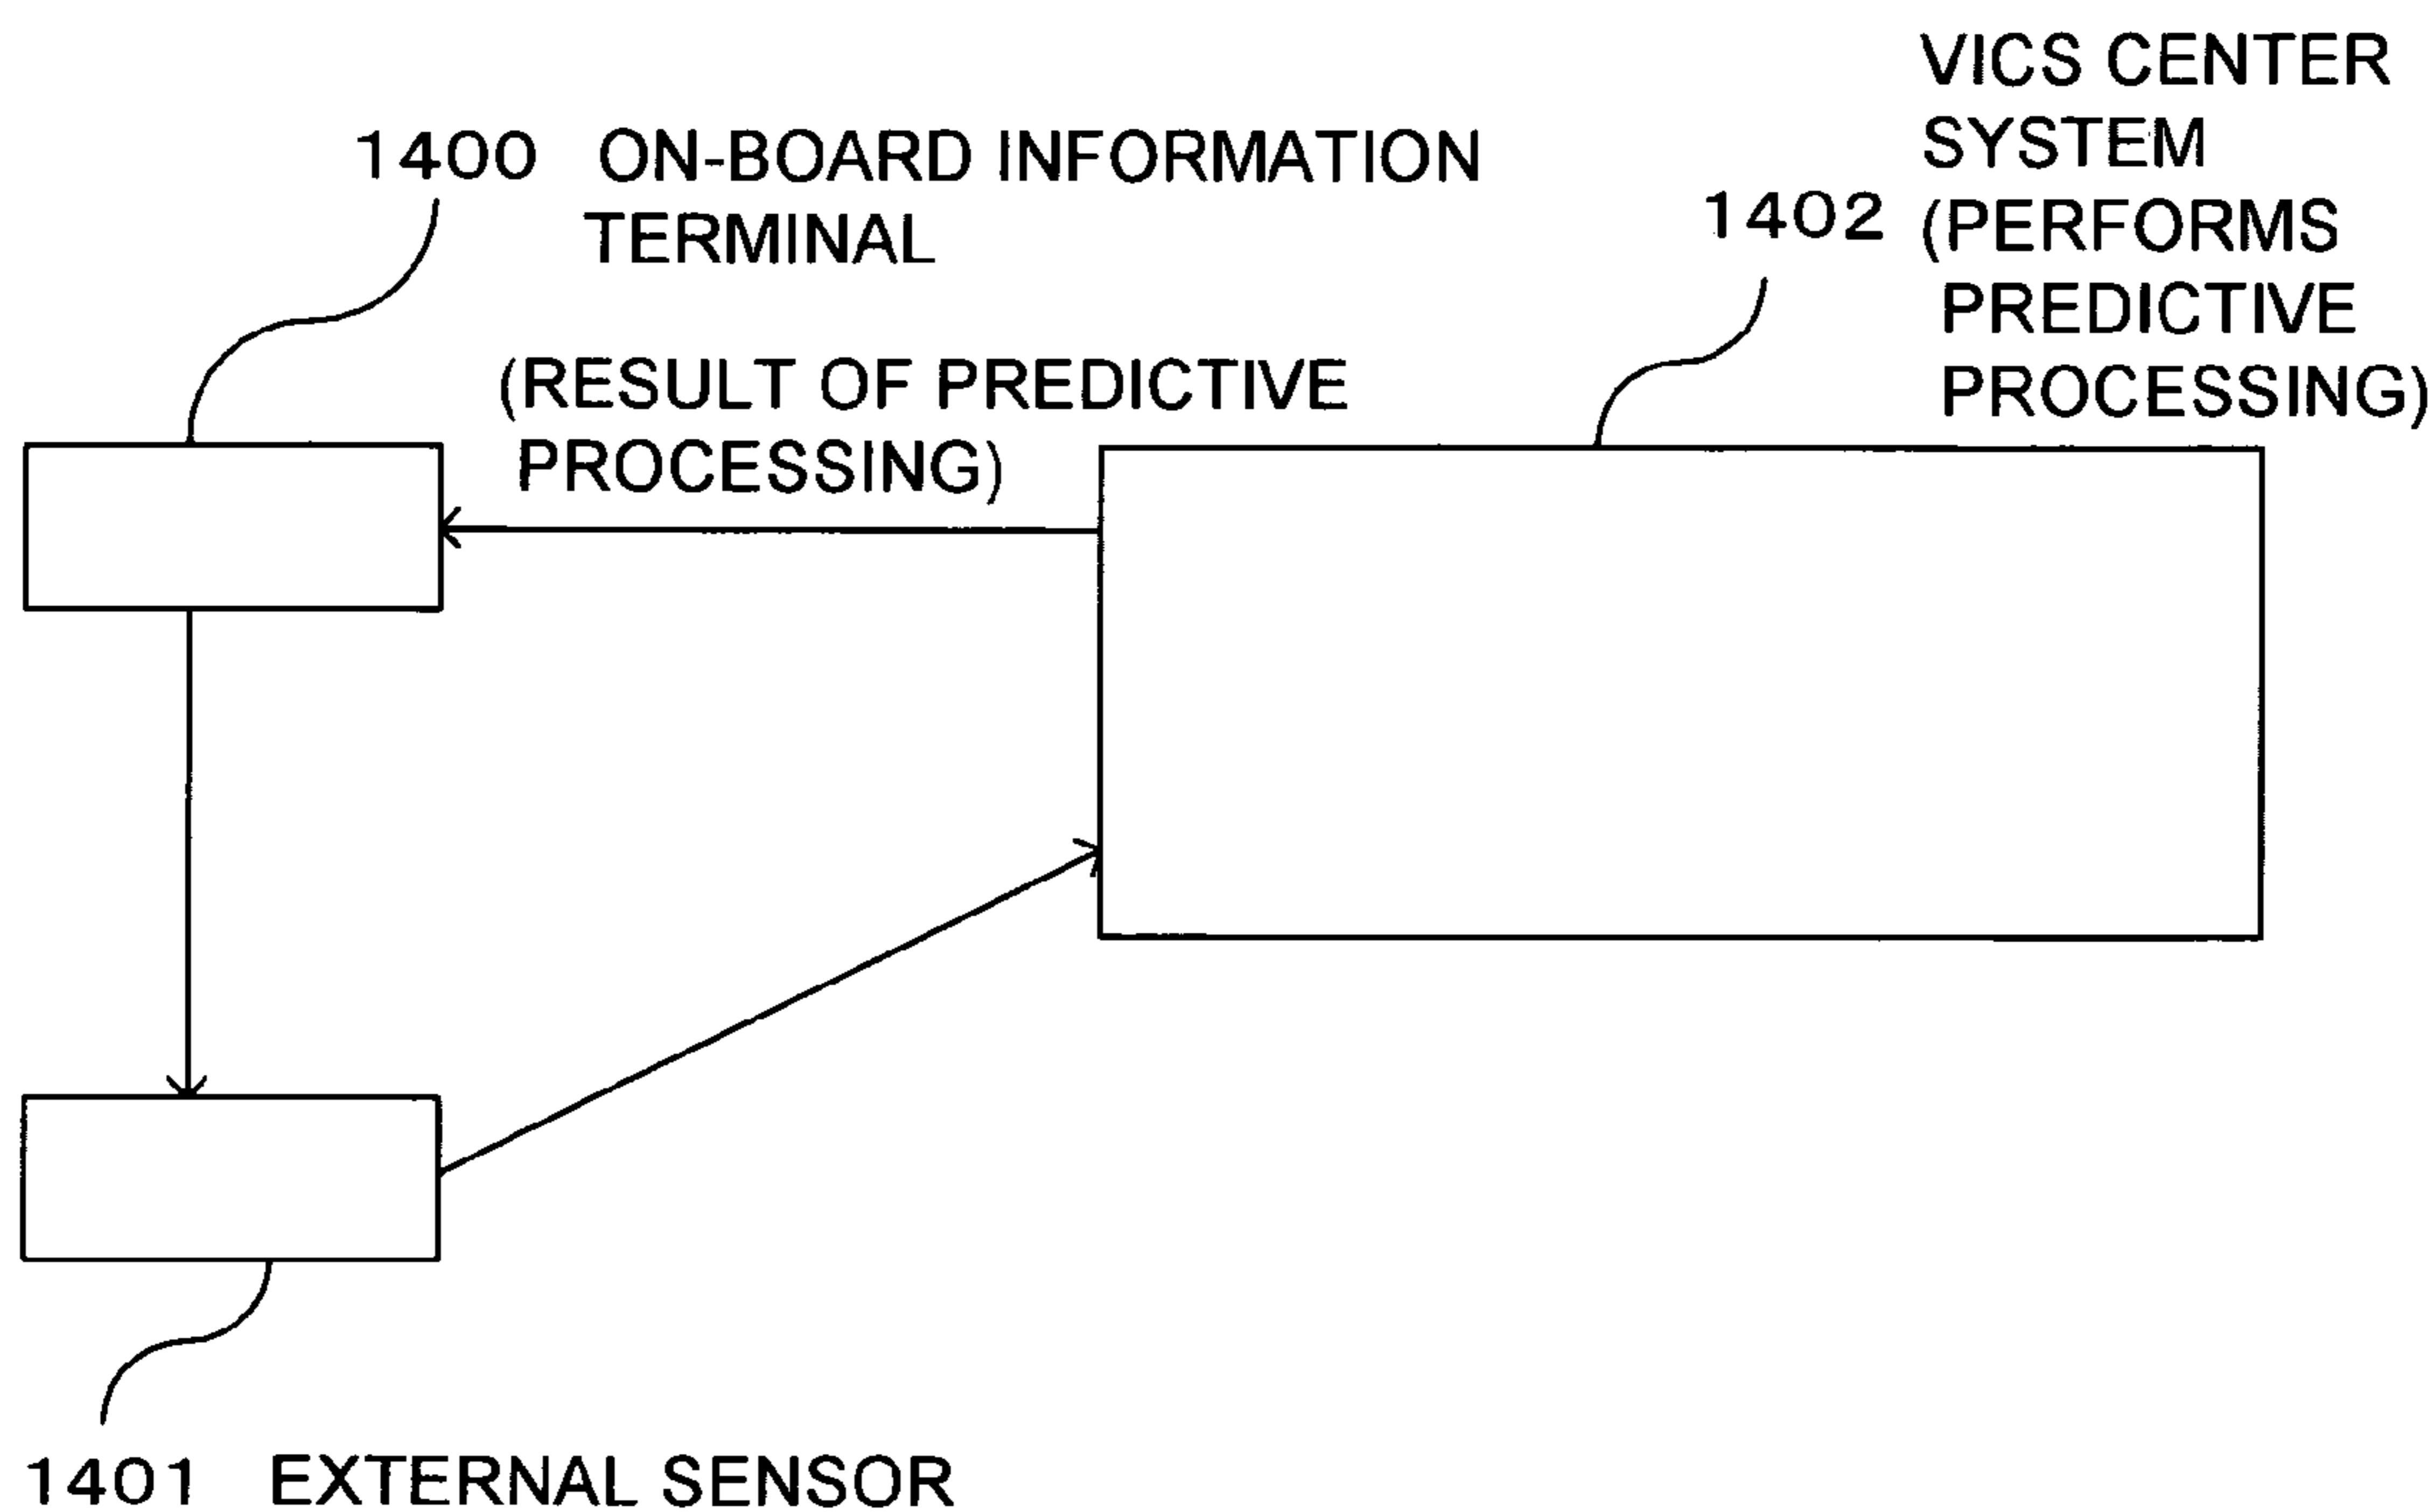 1400 ON-BOARD INFORMATION
TERMINAL
1402
VICS CENTER
SYSTEM
(PERFORMS
PREDICTIVE
PROCESSING)
(RESULT OF PREDICTIVE
PROCESSING)
1401 EXTERNAL SENSOR